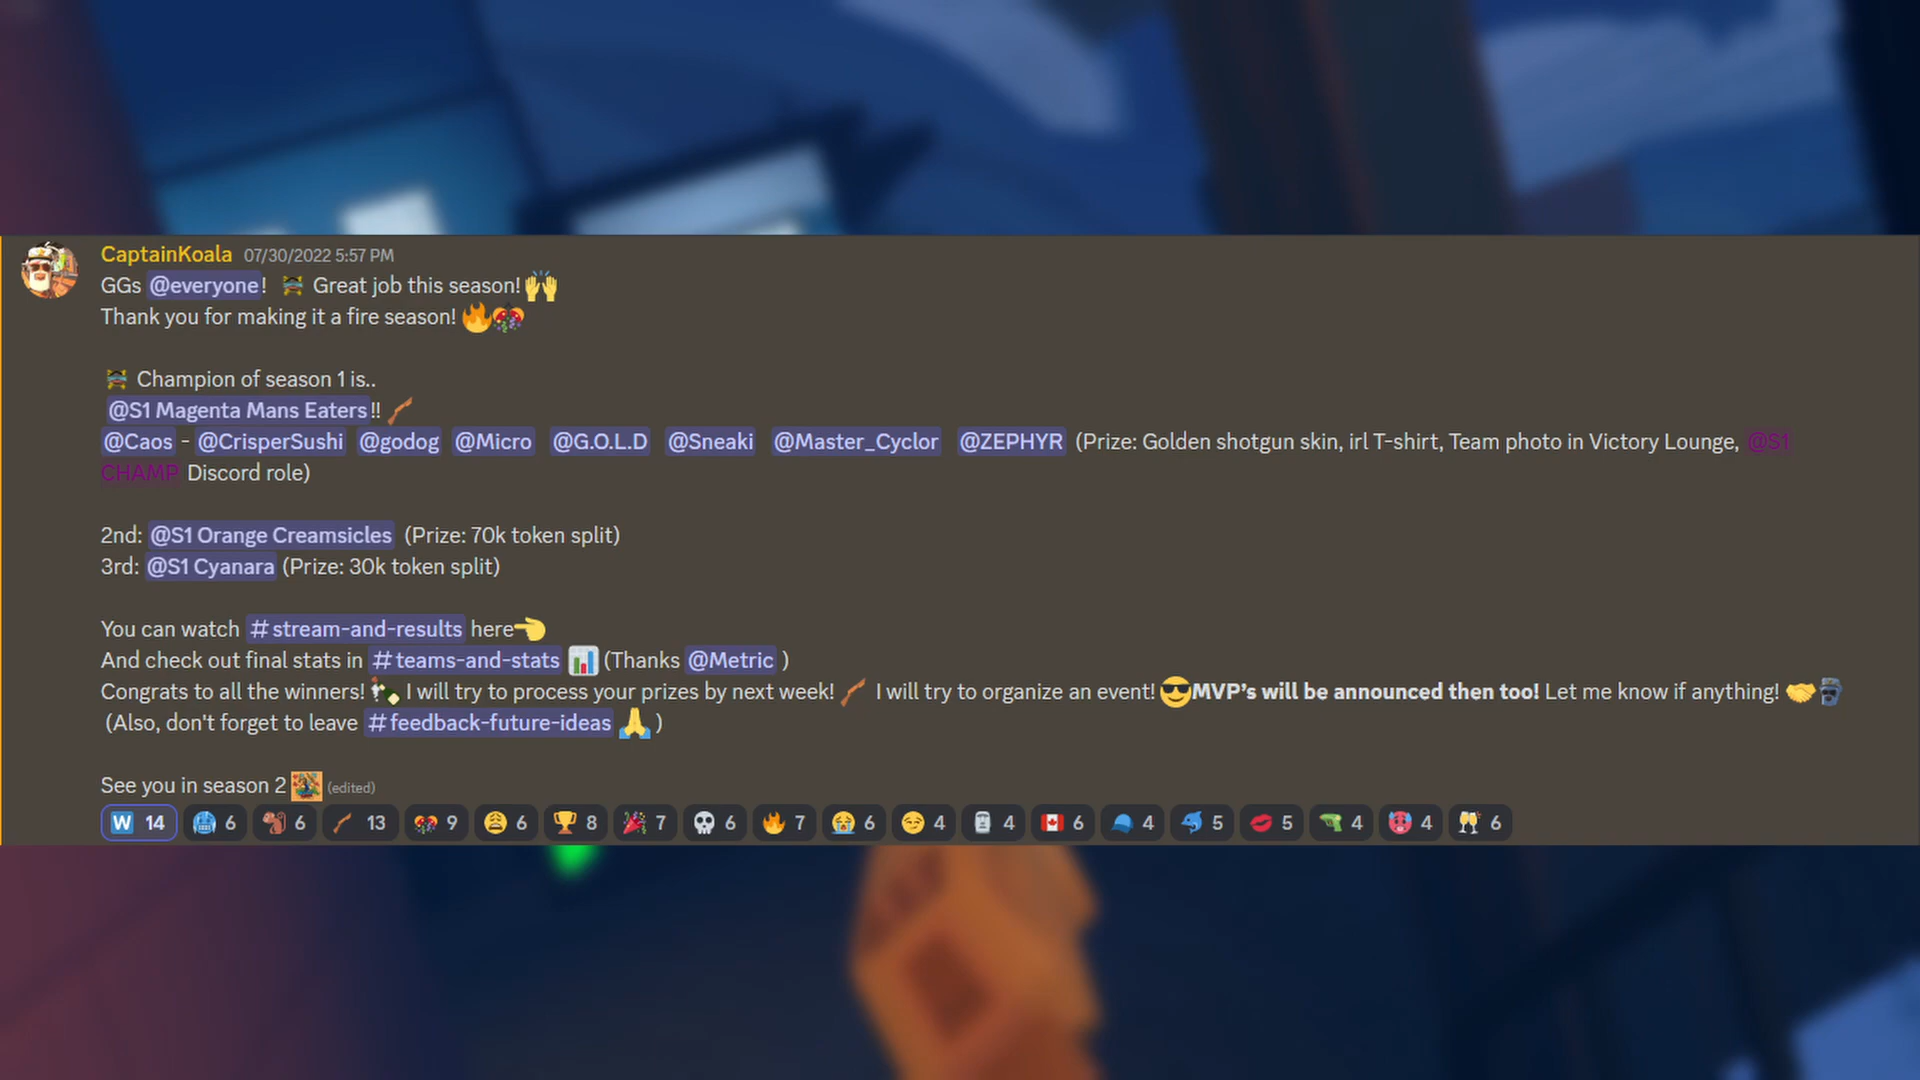 CaptainKoala 07/30/2022 5:57 PM
GGs @everyone! Great job this season! 🙌
Thank you for making it a fire season! 🔥
Champion of season 1 is..
@S1 Magenta Mans Eaters!!
@Caos - @CrisperSushi @godog @Micro @G.O.L.D @Sneaki @Master_Cyclor @ZEPHYR (Prize: Golden shotgun skin, irl T-shirt, Team photo in Victory Lounge, @S1
CHAMP Discord role)
2nd: @S1 Orange Creamsicles (Prize: 70k token split)
3rd: @S1 Cyanara (Prize: 30k token split)
You can watch #stream-and-results here👈
And check out final stats in #teams-and-stats 📊 (Thanks @Metric )
Congrats to all the winners! 🍾 I will try to process your prizes by next week! I will try to organize an event! 😎MVP’s will be announced then too! Let me know if anything! 🤝
(Also, don't forget to leave #feedback-future-ideas 🙏 )
See you in season 2 (edited)
W 14 6 6 13 9 6 8 7 6 7 6 4 4 6 4 5 5 4 4 6